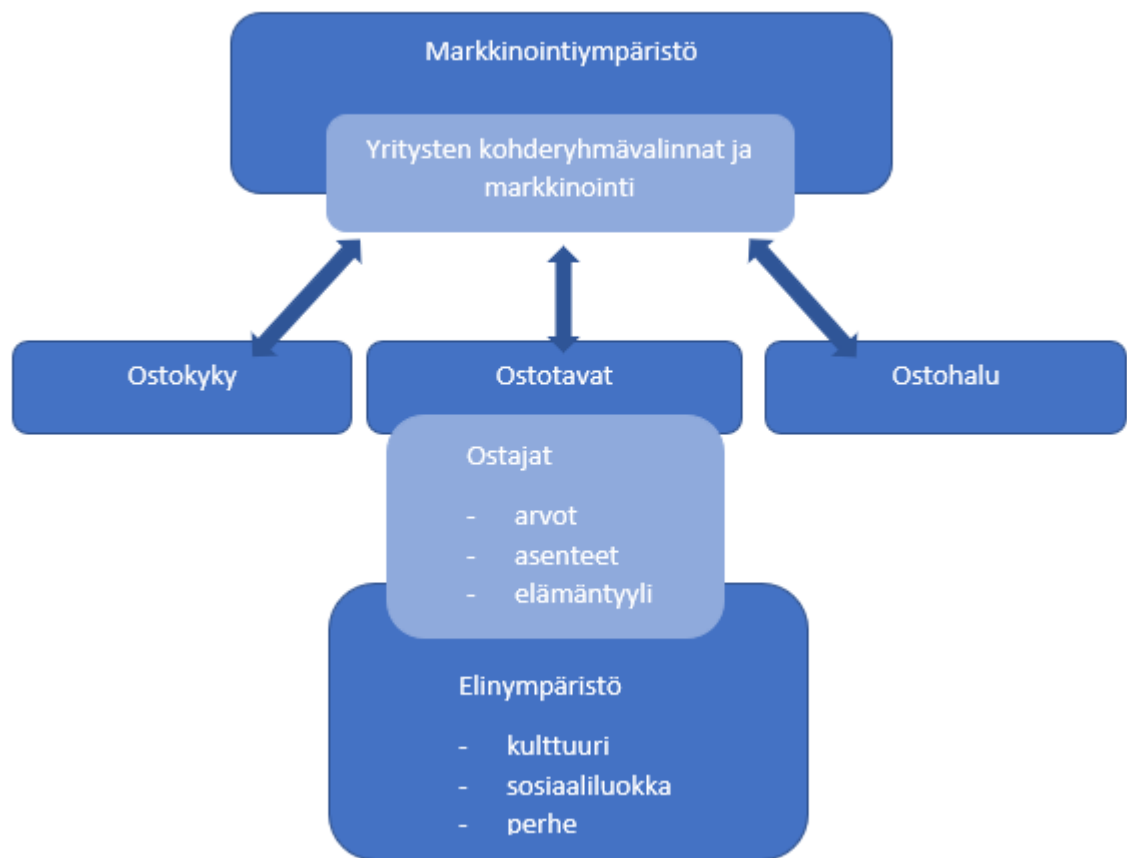 Markkinointiympäristö
Yritysten kohderyhmävalinnat ja
markkinointi
Ostokyky
Ostotavat
Ostohalu
Ostajat
- arvot
- asenteet
- elämäntyyli
Elinympäristö
- kulttuuri
- sosiaaliluokka
- perhe